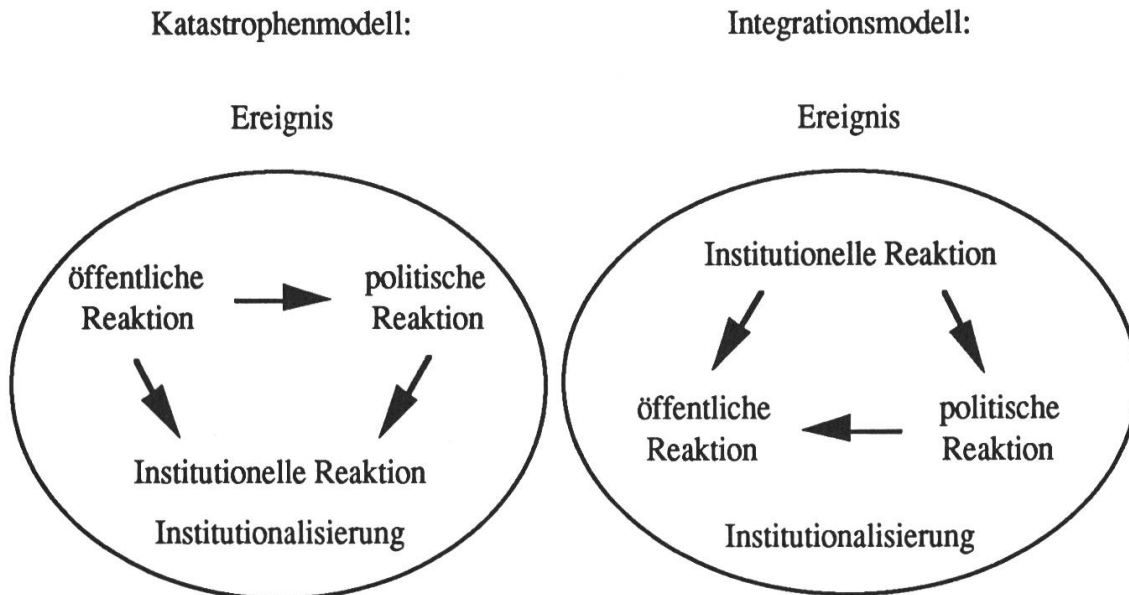 Katastrophenmodell:
Ereignis
öffentliche
Reaktion
politische
Reaktion
Institutionelle Reaktion
Institutionalisierung
Integrationsmodell:
Ereignis
Institutionelle Reaktion
öffentliche
Reaktion
politische
Reaktion
Institutionalisierung